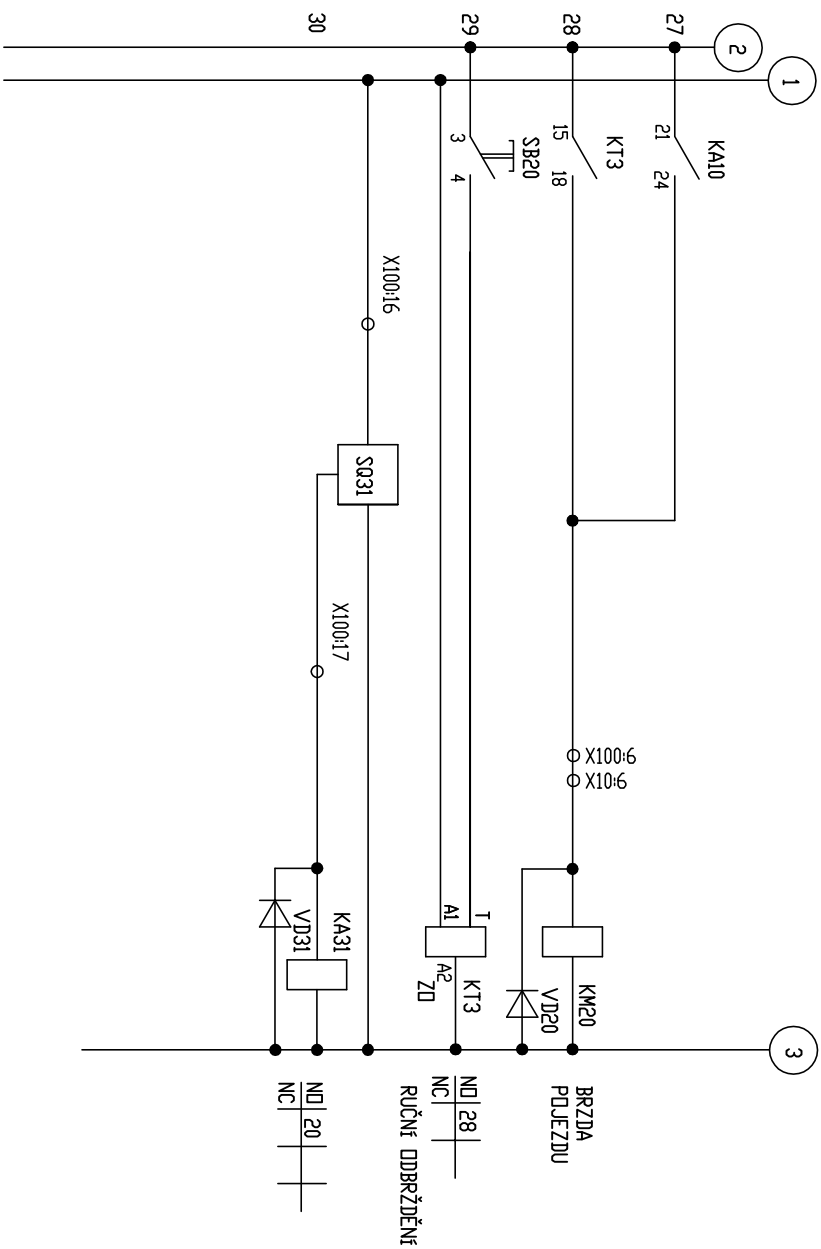 2
1
27
28
29
30
KA10
21
24
KT3
15
18
SB20
3
4
X100:16
SQ31
X100:17
X100:6
X10:6
KM20
VD20
T
A1
A2
KT3
ZO
KA31
VD31
3
BRZDA
POJEZDU
NO 28
NC
RUČNÍ ODBRŽDĚNÍ
NO 20
NC